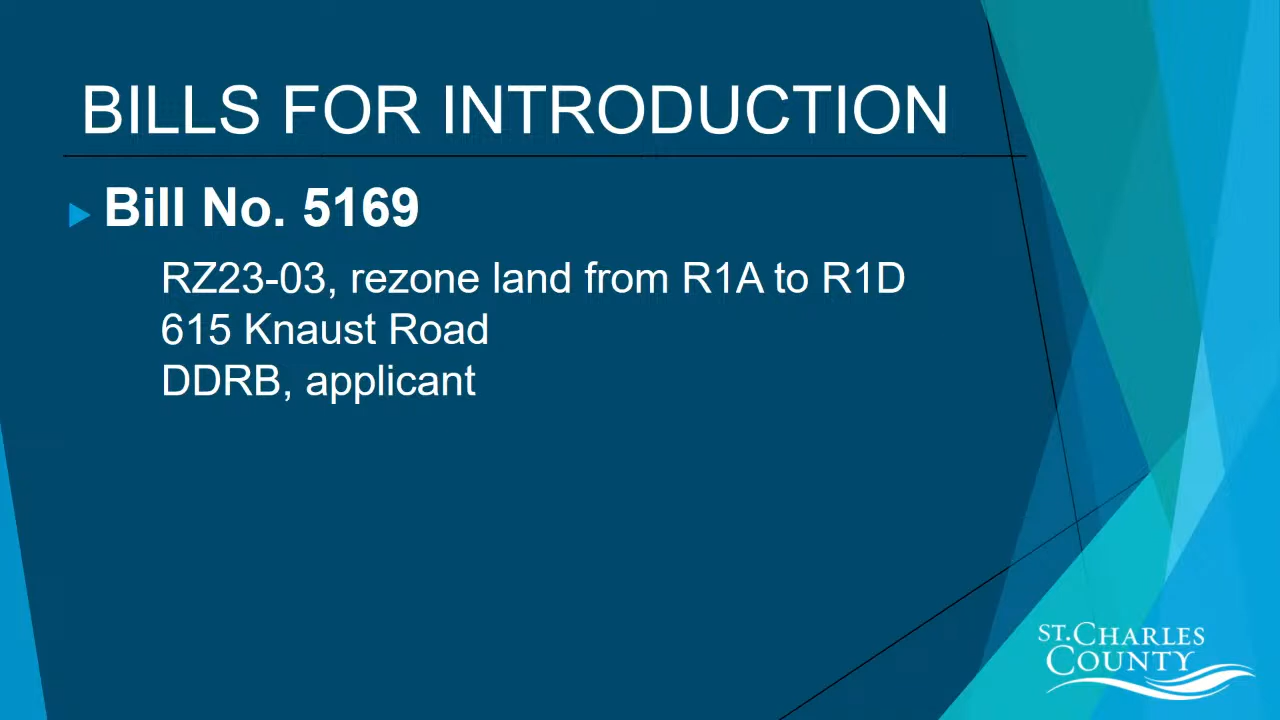 BILLS FOR INTRODUCTION
Bill No. 5169
RZ23-03, rezone land from R1A to R1D
615 Knaust Road
DDRB, applicant
ST. CHARLES
COUNTY